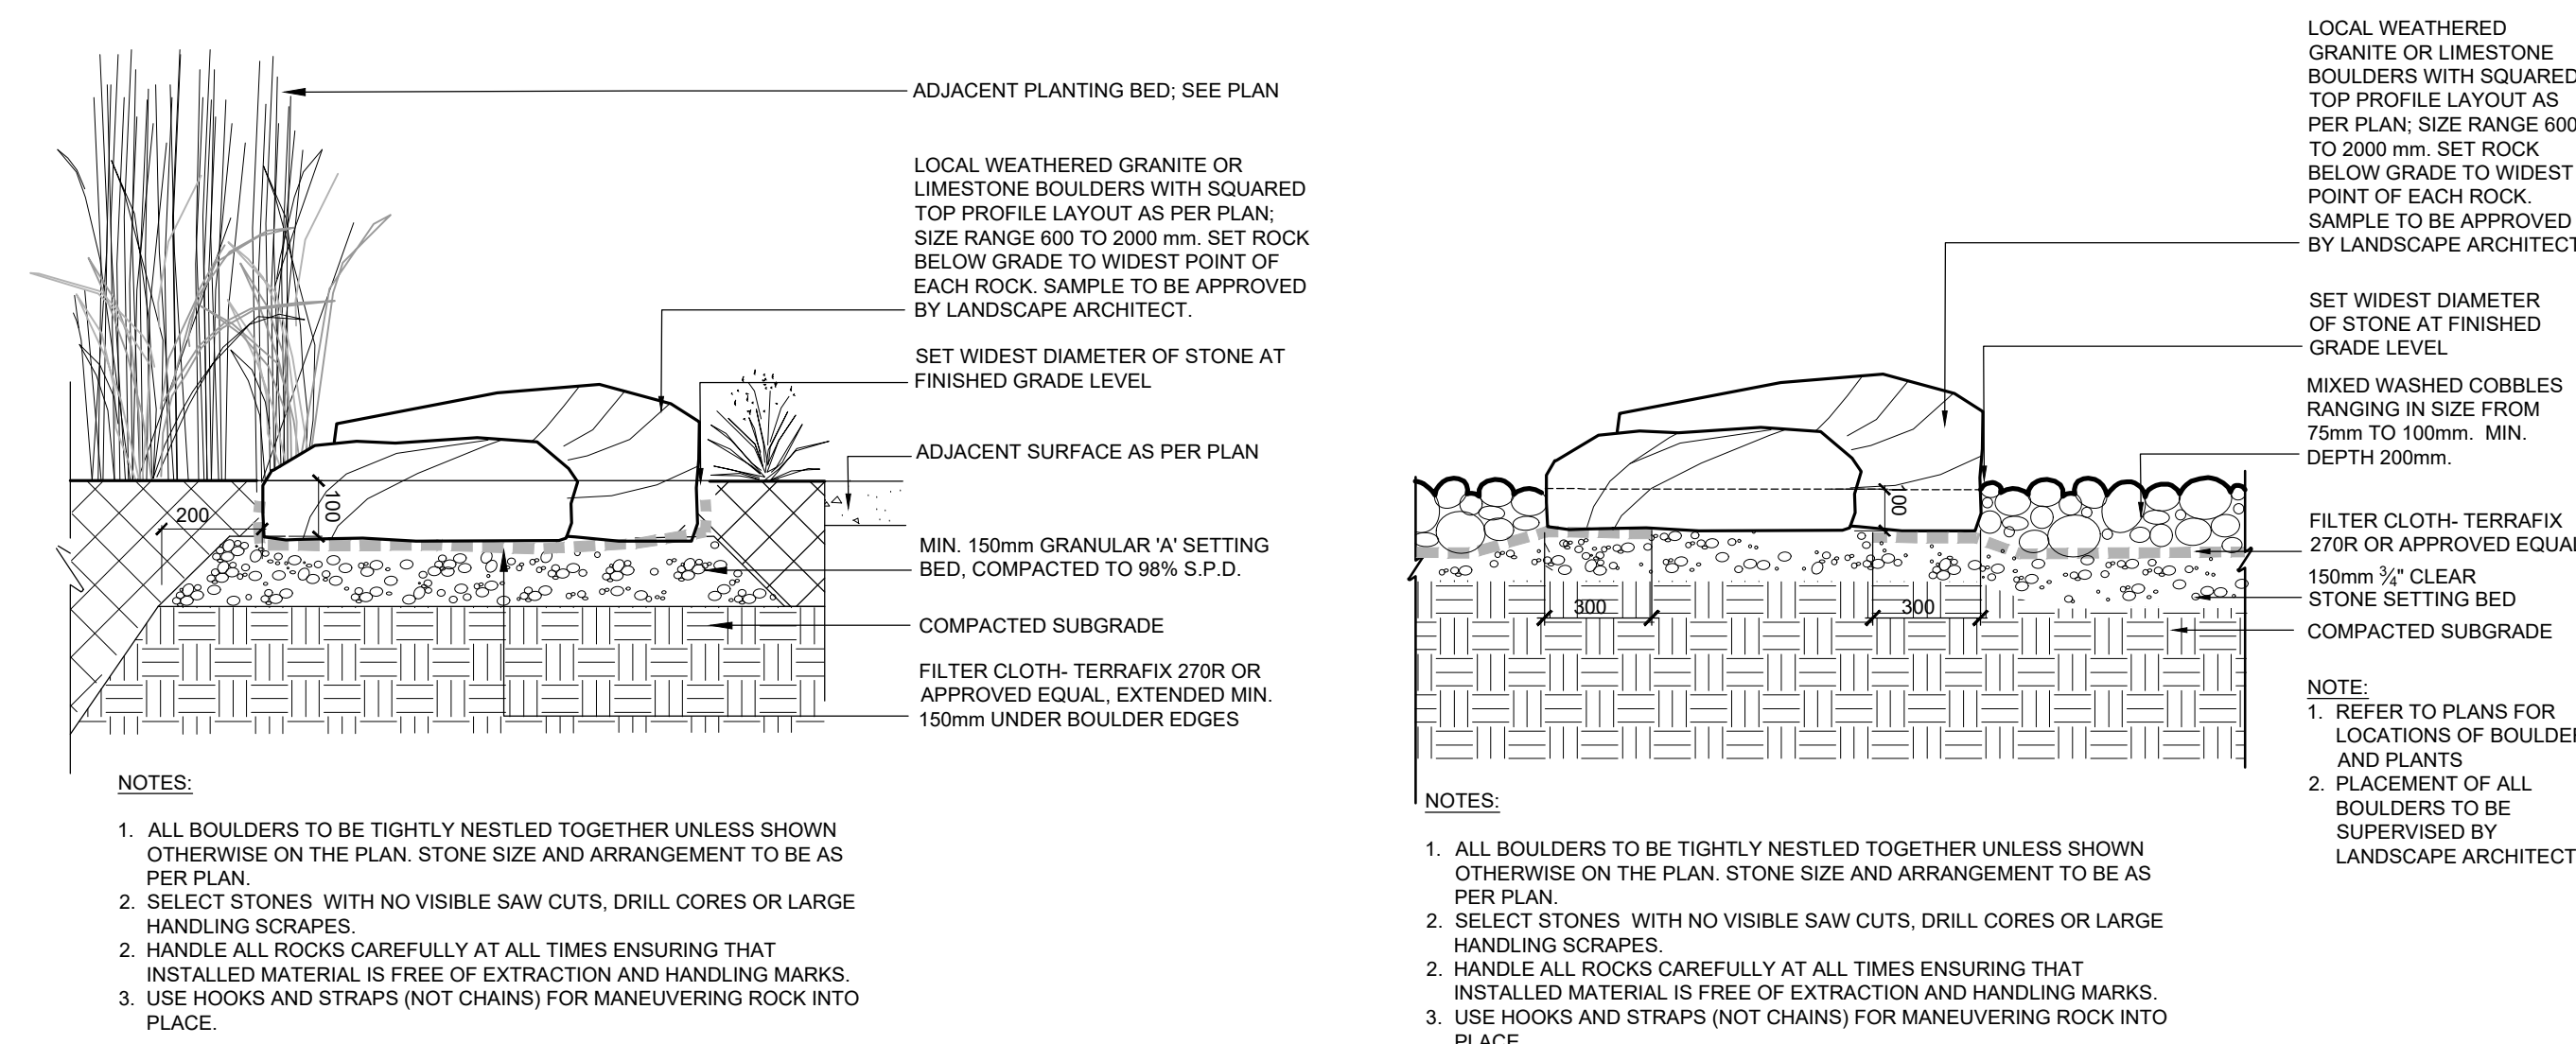 ADJACENT PLANTING BED; SEE PLAN
LOCAL WEATHERED GRANITE OR
LIMESTONE BOULDERS WITH SQUARED
TOP PROFILE LAYOUT AS PER PLAN;
SIZE RANGE 600 TO 2000 mm. SET ROCK
BELOW GRADE TO WIDEST POINT OF
EACH ROCK. SAMPLE TO BE APPROVED
BY LANDSCAPE ARCHITECT.
SET WIDEST DIAMETER OF STONE AT
FINISHED GRADE LEVEL
ADJACENT SURFACE AS PER PLAN
100
200
MIN. 150mm GRANULAR 'A' SETTING
BED, COMPACTED TO 98% S.P.D.
COMPACTED SUBGRADE
FILTER CLOTH- TERRAFIX 270R OR
APPROVED EQUAL, EXTENDED MIN.
150mm UNDER BOULDER EDGES
NOTES:
1. ALL BOULDERS TO BE TIGHTLY NESTLED TOGETHER UNLESS SHOWN
OTHERWISE ON THE PLAN. STONE SIZE AND ARRANGEMENT TO BE AS
PER PLAN.
2. SELECT STONES WITH NO VISIBLE SAW CUTS, DRILL CORES OR LARGE
HANDLING SCRAPES.
2. HANDLE ALL ROCKS CAREFULLY AT ALL TIMES ENSURING THAT
INSTALLED MATERIAL IS FREE OF EXTRACTION AND HANDLING MARKS.
3. USE HOOKS AND STRAPS (NOT CHAINS) FOR MANEUVERING ROCK INTO
PLACE.
LOCAL WEATHERED
GRANITE OR LIMESTONE
BOULDERS WITH SQUARED
TOP PROFILE LAYOUT AS
PER PLAN; SIZE RANGE 600
TO 2000 mm. SET ROCK
BELOW GRADE TO WIDEST
POINT OF EACH ROCK.
SAMPLE TO BE APPROVED
BY LANDSCAPE ARCHITECT
SET WIDEST DIAMETER
OF STONE AT FINISHED
GRADE LEVEL
MIXED WASHED COBBLES
RANGING IN SIZE FROM
75mm TO 100mm. MIN.
DEPTH 200mm.
100
FILTER CLOTH- TERRAFIX
270R OR APPROVED EQUAL
150mm ¾" CLEAR
STONE SETTING BED
300
300
COMPACTED SUBGRADE
NOTE:
1. REFER TO PLANS FOR
LOCATIONS OF BOULDER
AND PLANTS
2. PLACEMENT OF ALL
BOULDERS TO BE
SUPERVISED BY
LANDSCAPE ARCHITECT
NOTES:
1. ALL BOULDERS TO BE TIGHTLY NESTLED TOGETHER UNLESS SHOWN
OTHERWISE ON THE PLAN. STONE SIZE AND ARRANGEMENT TO BE AS
PER PLAN.
2. SELECT STONES WITH NO VISIBLE SAW CUTS, DRILL CORES OR LARGE
HANDLING SCRAPES.
2. HANDLE ALL ROCKS CAREFULLY AT ALL TIMES ENSURING THAT
INSTALLED MATERIAL IS FREE OF EXTRACTION AND HANDLING MARKS.
3. USE HOOKS AND STRAPS (NOT CHAINS) FOR MANEUVERING ROCK INTO
PLACE